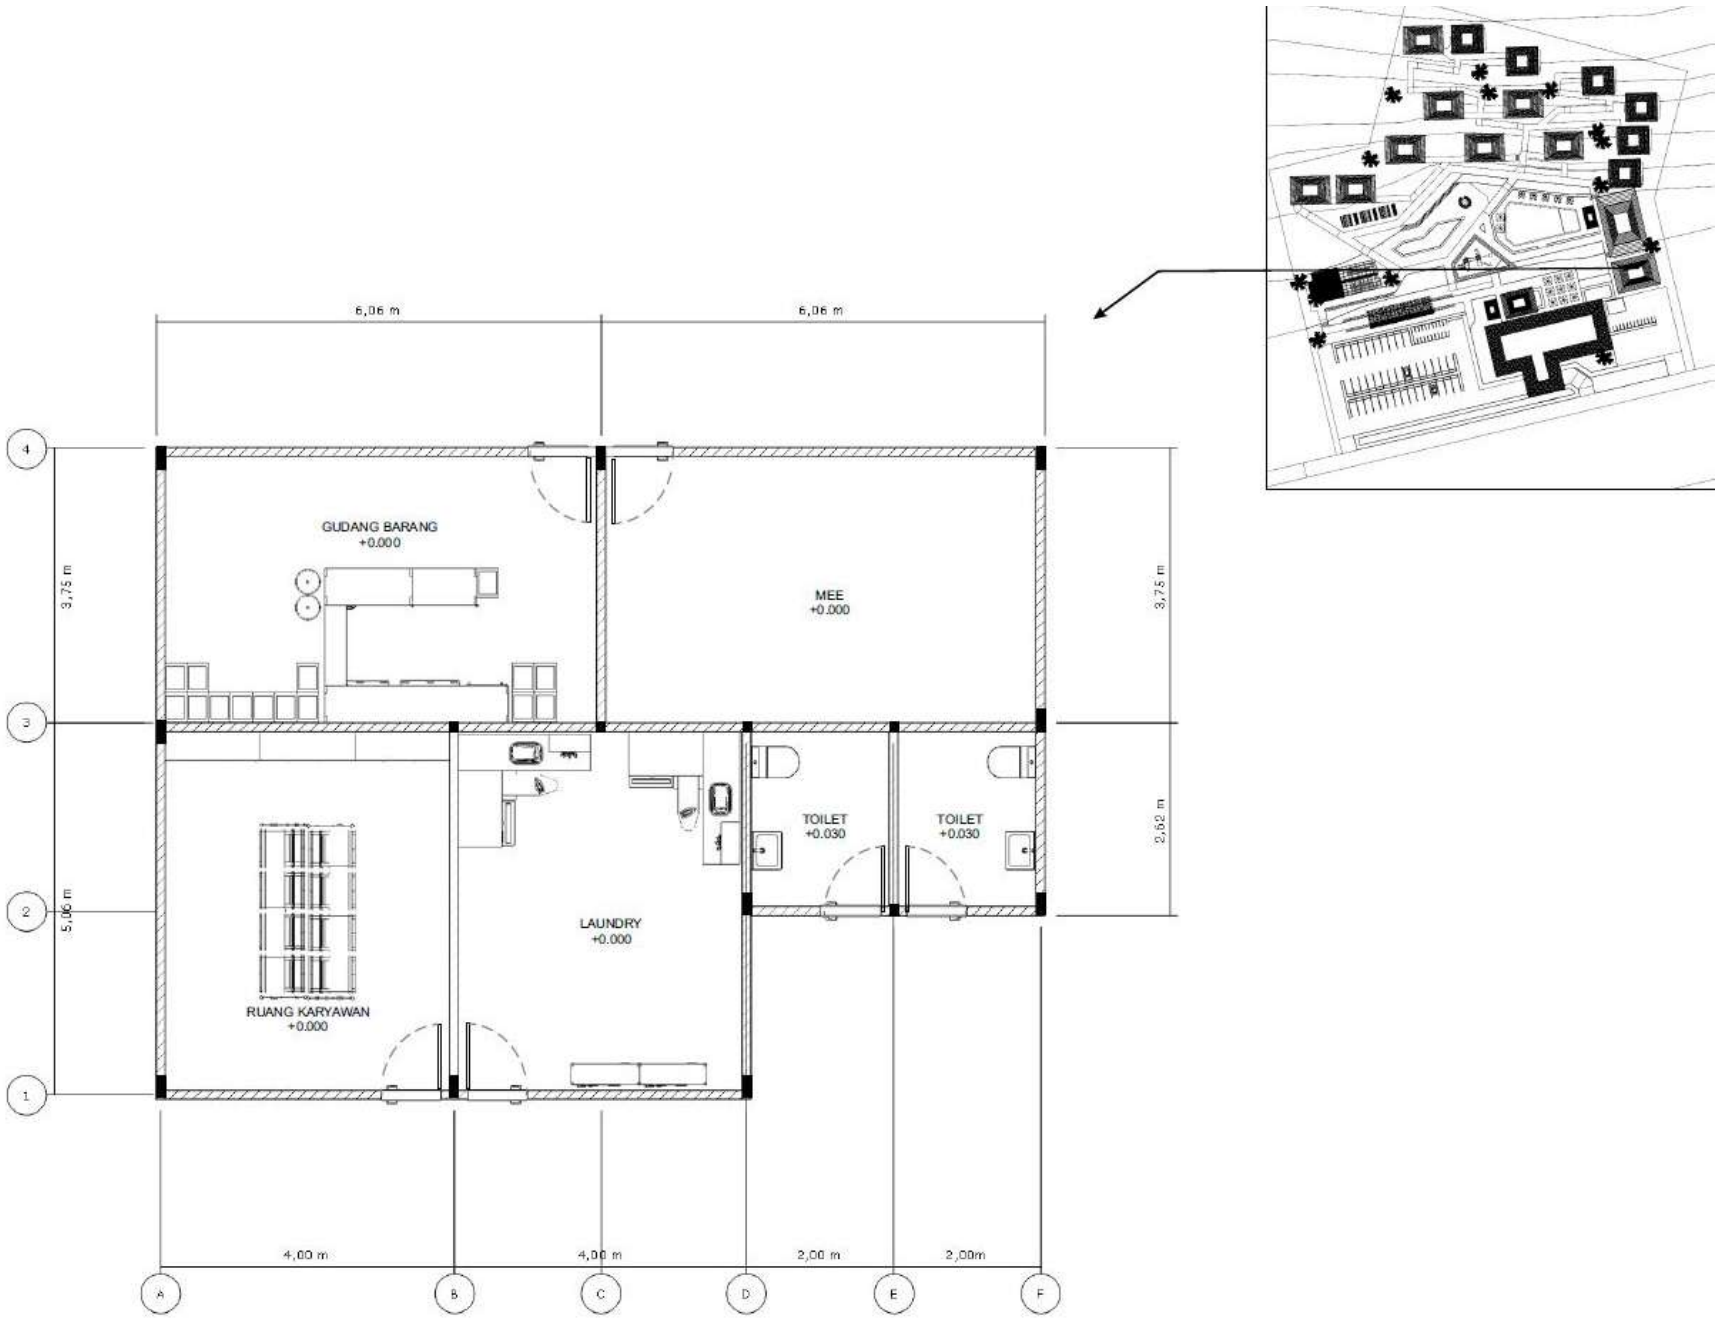 6,06 m
6,06 m
4
GUDANG BARANG
+0.000
3,75 m
3,75 m
MEE
+0.000
3
TOILET
+0.030
TOILET
+0.030
2,52 m
2
5,06 m
LAUNDRY
+0.000
RUANG KARYAWAN
+0.000
1
4,00 m
4,00 m
2,00 m
2,00m
A
B
C
D
E
F